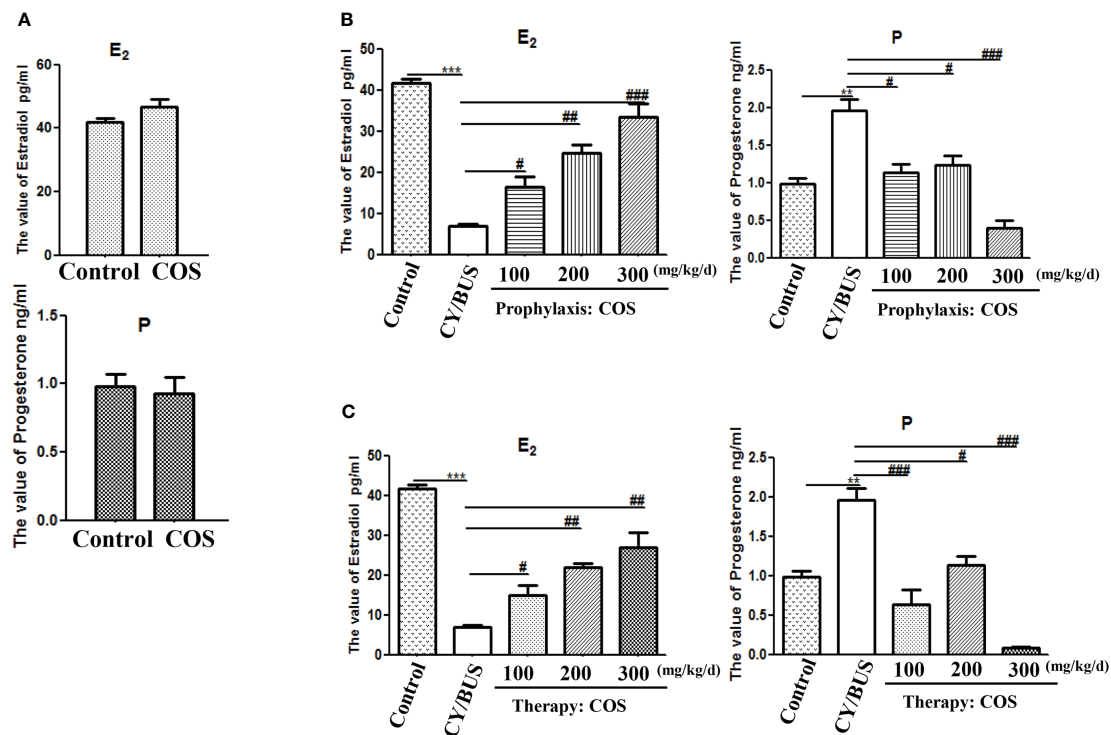 A
E2
The value of Estradiol pg/ml
60
40
20
0
Control COS
P
The value of Progesterone ng/ml
1.5
1.0
0.5
0.0
Control COS
B
E2
The value of Estradiol pg/ml
50
40
30
20
10
0
***
#
##
###
Control
CY/BUS
100 200 300 (mg/kg/d)
Prophylaxis: COS
P
The value of Progesterone ng/ml
2.5
2.0
1.5
1.0
0.5
0.0
**
#
#
###
Control
CY/BUS
100 200 300 (mg/kg/d)
Prophylaxis: COS
C
E2
The value of Estradiol pg/ml
50
40
30
20
10
0
***
#
##
##
Control
CY/BUS
100 200 300 (mg/kg/d)
Therapy: COS
P
The value of Progesterone ng/ml
2.5
2.0
1.5
1.0
0.5
0.0
**
###
#
###
Control
CY/BUS
100 200 300 (mg/kg/d)
Therapy: COS